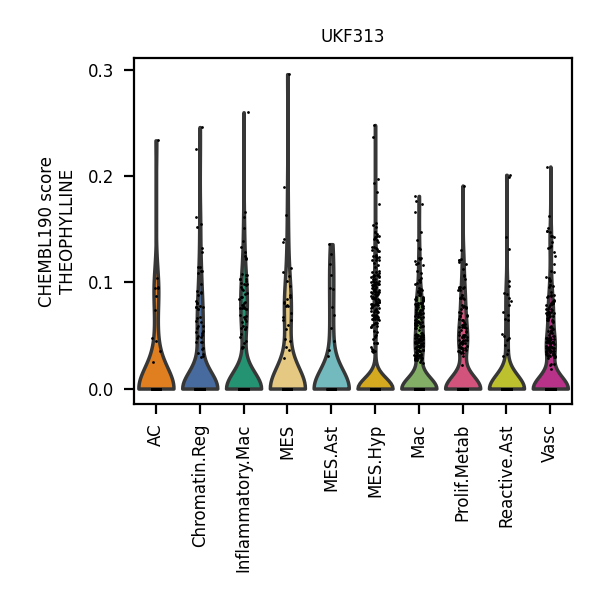 UKF313
CHEMBL190 score
THEOPHYLLINE
0.3
0.2
0.1
0.0
AC
Chromatin.Reg
Inflammatory.Mac
MES
MES.Ast
MES.Hyp
Mac
Prolif.Metab
Reactive.Ast
Vasc